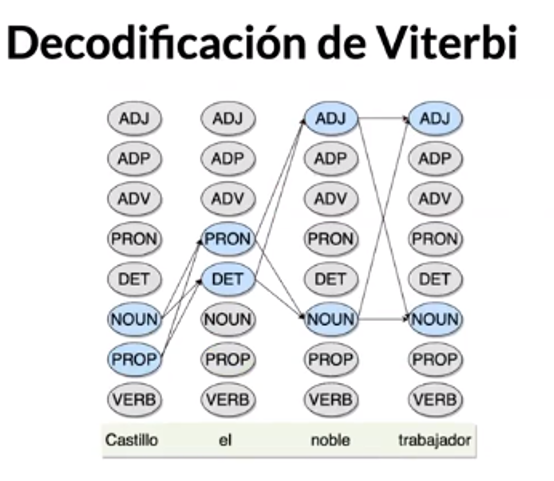 Decodificación de Viterbi
ADJ ADJ ADJ ADJ
ADP ADP ADP ADP
ADV ADV ADV ADV
PRON PRON PRON PRON
DET DET DET DET
NOUN NOUN NOUN NOUN
PROP PROP PROP PROP
VERB VERB VERB VERB
Castillo el noble trabajador